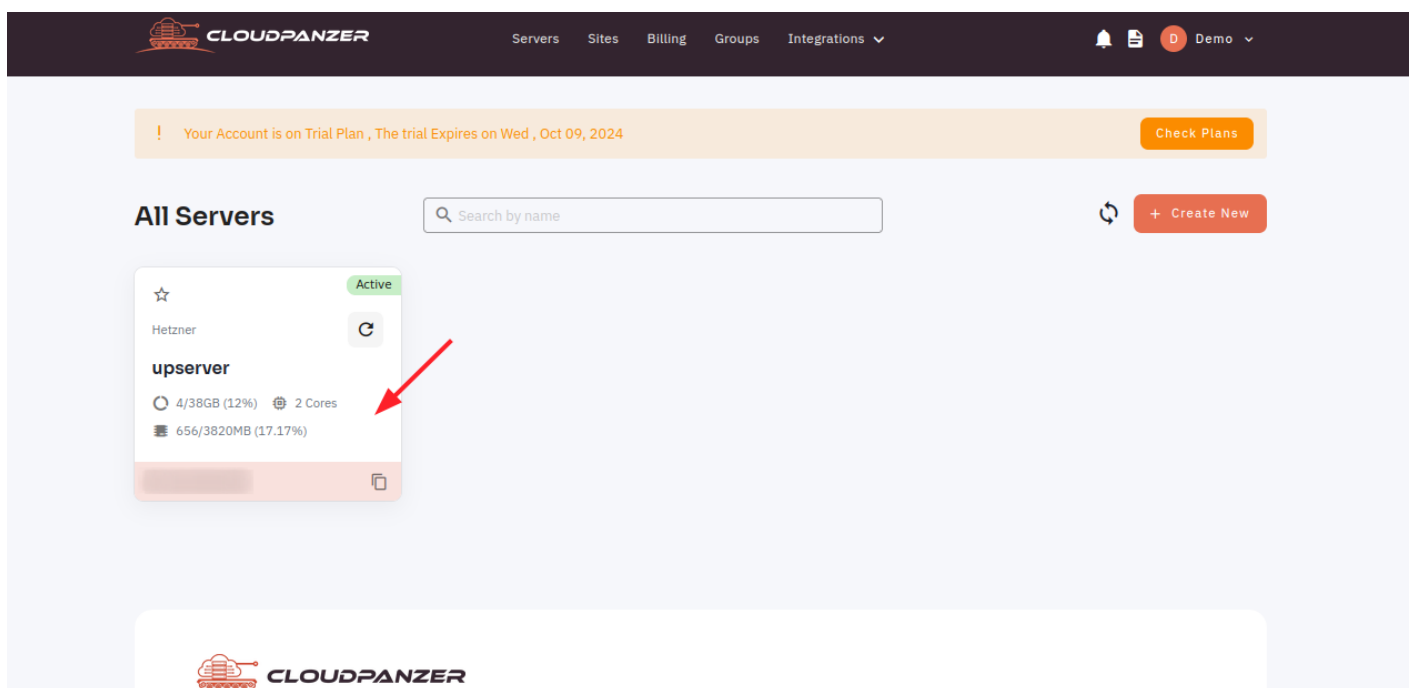 CLOUDPANZER
Servers Sites Billing Groups Integrations
D Demo
! Your Account is on Trial Plan , The trial Expires on Wed , Oct 09, 2024
Check Plans
All Servers
Search by name
+ Create New
Active
Hetzner
upserver
4/38GB (12%) 2 Cores
656/3820MB (17.17%)
CLOUDPANZER